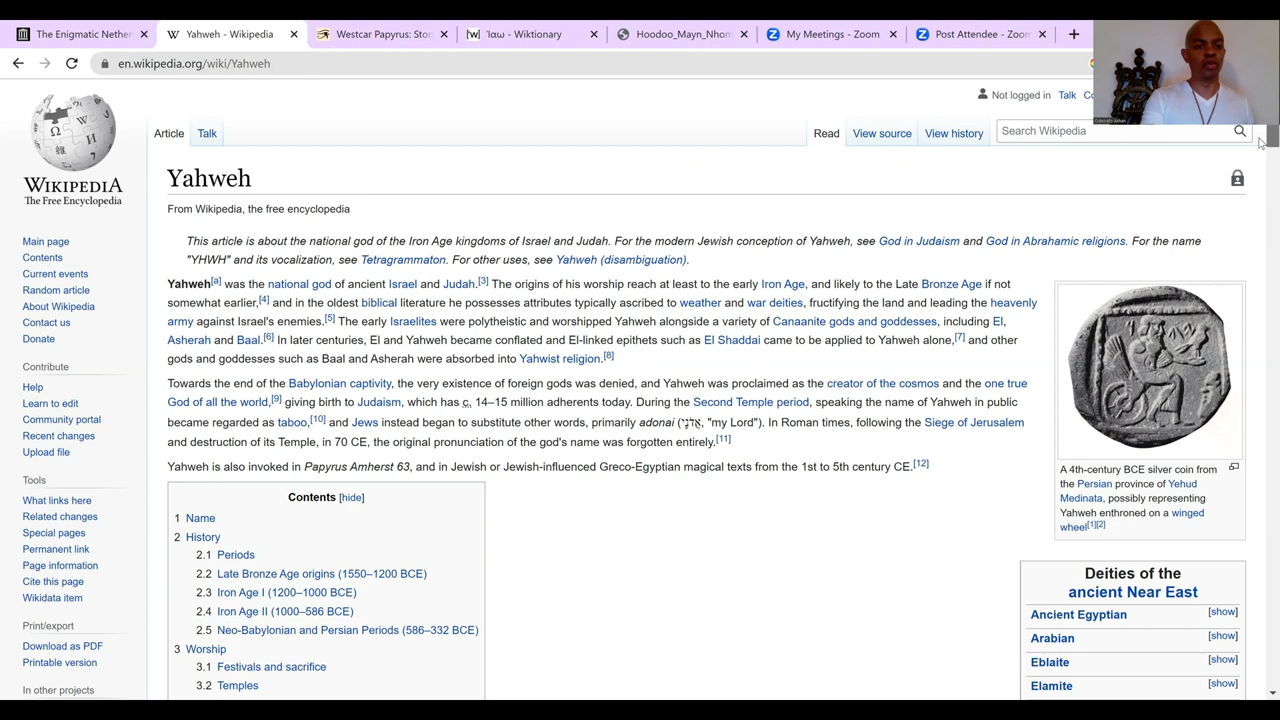 The Enigmatic Nether
Yahweh - Wikipedia
Westcar Papyrus: Stor
Ἰαω - Wiktionary
Hoodoo_Mayn_Nhom
My Meetings - Zoom
Post Attendee - Zoom
en.wikipedia.org/wiki/Yahweh
Not logged in Talk
Article Talk Read View source View history Search Wikipedia
WIKIPEDIA
The Free Encyclopedia
Main page
Contents
Current events
Random article
About Wikipedia
Contact us
Donate
Contribute
Help
Learn to edit
Community portal
Recent changes
Upload file
Tools
What links here
Related changes
Special pages
Permanent link
Page information
Cite this page
Wikidata item
Print/export
Download as PDF
Printable version
In other projects
Yahweh
From Wikipedia, the free encyclopedia
This article is about the national god of the Iron Age kingdoms of Israel and Judah. For the modern Jewish conception of Yahweh, see God in Judaism and God in Abrahamic religions. For the name
"YHWH" and its vocalization, see Tetragrammaton. For other uses, see Yahweh (disambiguation).
Yahweh[a] was the national god of ancient Israel and Judah.[3] The origins of his worship reach at least to the early Iron Age, and likely to the Late Bronze Age if not
somewhat earlier,[4] and in the oldest biblical literature he possesses attributes typically ascribed to weather and war deities, fructifying the land and leading the heavenly
army against Israel's enemies.[5] The early Israelites were polytheistic and worshipped Yahweh alongside a variety of Canaanite gods and goddesses, including El,
Asherah and Baal.[6] In later centuries, El and Yahweh became conflated and El-linked epithets such as El Shaddai came to be applied to Yahweh alone,[7] and other
gods and goddesses such as Baal and Asherah were absorbed into Yahwist religion.[8]
Towards the end of the Babylonian captivity, the very existence of foreign gods was denied, and Yahweh was proclaimed as the creator of the cosmos and the one true
God of all the world,[9] giving birth to Judaism, which has c. 14–15 million adherents today. During the Second Temple period, speaking the name of Yahweh in public
became regarded as taboo,[10] and Jews instead began to substitute other words, primarily adonai (אֲדֹנָי, "my Lord"). In Roman times, following the Siege of Jerusalem
and destruction of its Temple, in 70 CE, the original pronunciation of the god's name was forgotten entirely.[11]
Yahweh is also invoked in Papyrus Amherst 63, and in Jewish or Jewish-influenced Greco-Egyptian magical texts from the 1st to 5th century CE.[12]
Contents [hide]
1 Name
2 History
2.1 Periods
2.2 Late Bronze Age origins (1550–1200 BCE)
2.3 Iron Age I (1200–1000 BCE)
2.4 Iron Age II (1000–586 BCE)
2.5 Neo-Babylonian and Persian Periods (586–332 BCE)
3 Worship
3.1 Festivals and sacrifice
3.2 Temples
A 4th-century BCE silver coin from
the Persian province of Yehud
Medinata, possibly representing
Yahweh enthroned on a winged
wheel[1][2]
Deities of the
ancient Near East
Ancient Egyptian [show]
Arabian [show]
Eblaite [show]
Elamite [show]